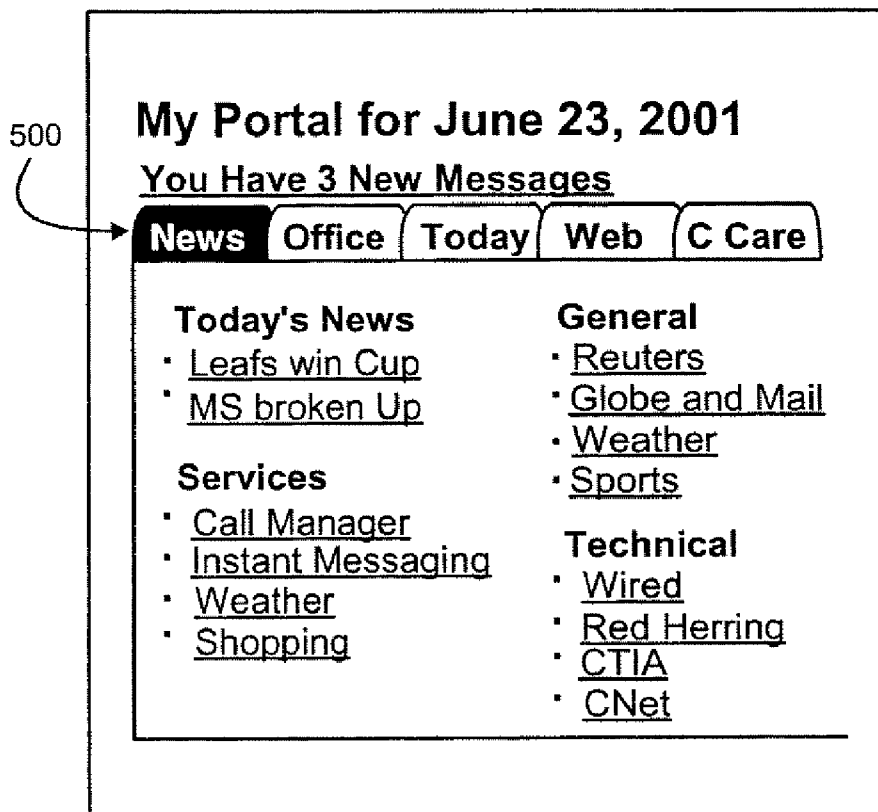 500
My Portal for June 23, 2001
You Have 3 New Messages
News Office Today Web C Care
Today's News
· Leafs win Cup
· MS broken Up
Services
· Call Manager
· Instant Messaging
· Weather
· Shopping
General
· Reuters
· Globe and Mail
· Weather
· Sports
Technical
· Wired
· Red Herring
· CTIA
· CNet